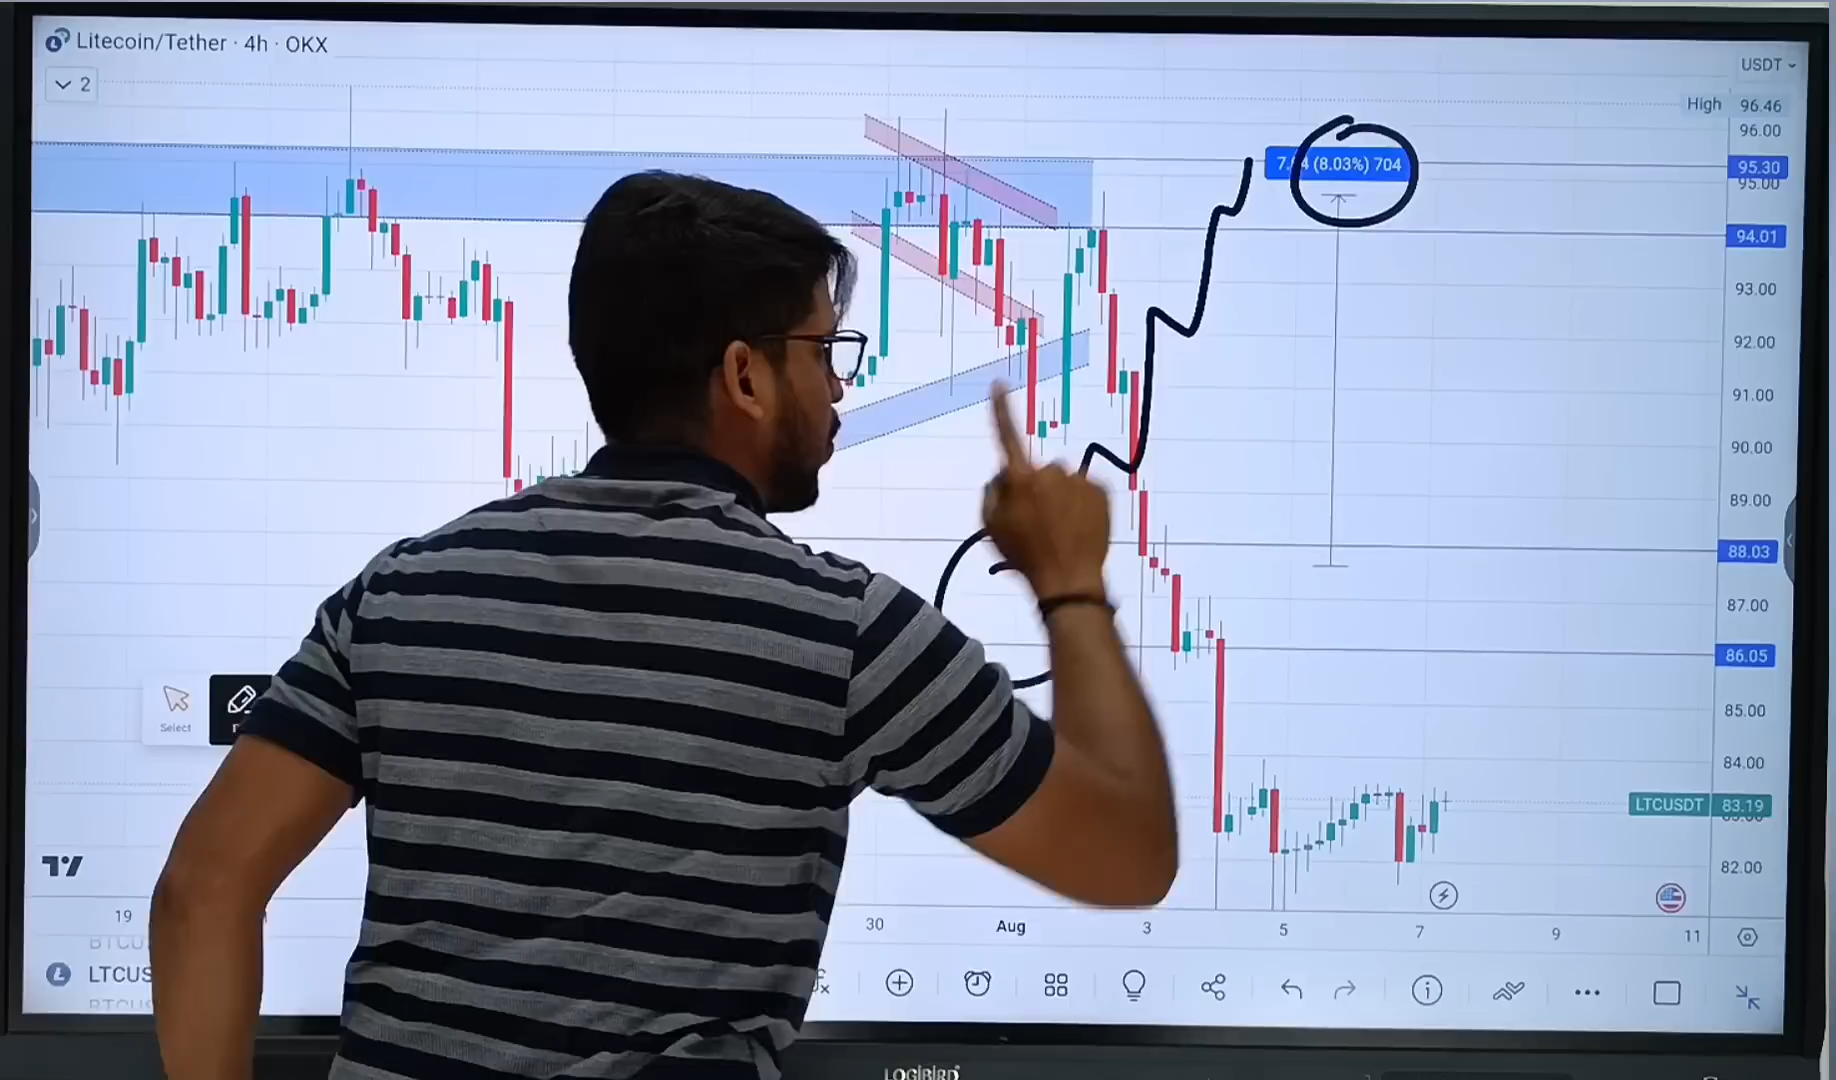 Litecoin/Tether · 4h · OKX
USDT
2
High 96.46
96.00
(8.03%) 704
95.30
95.00
94.01
93.00
92.00
91.00
90.00
89.00
88.03
87.00
86.05
85.00
Select
84.00
LTCUSDT 83.19
82.00
19
30 Aug 3 5 7 9 11
BTCU
LTCUS
LOGIBIRD